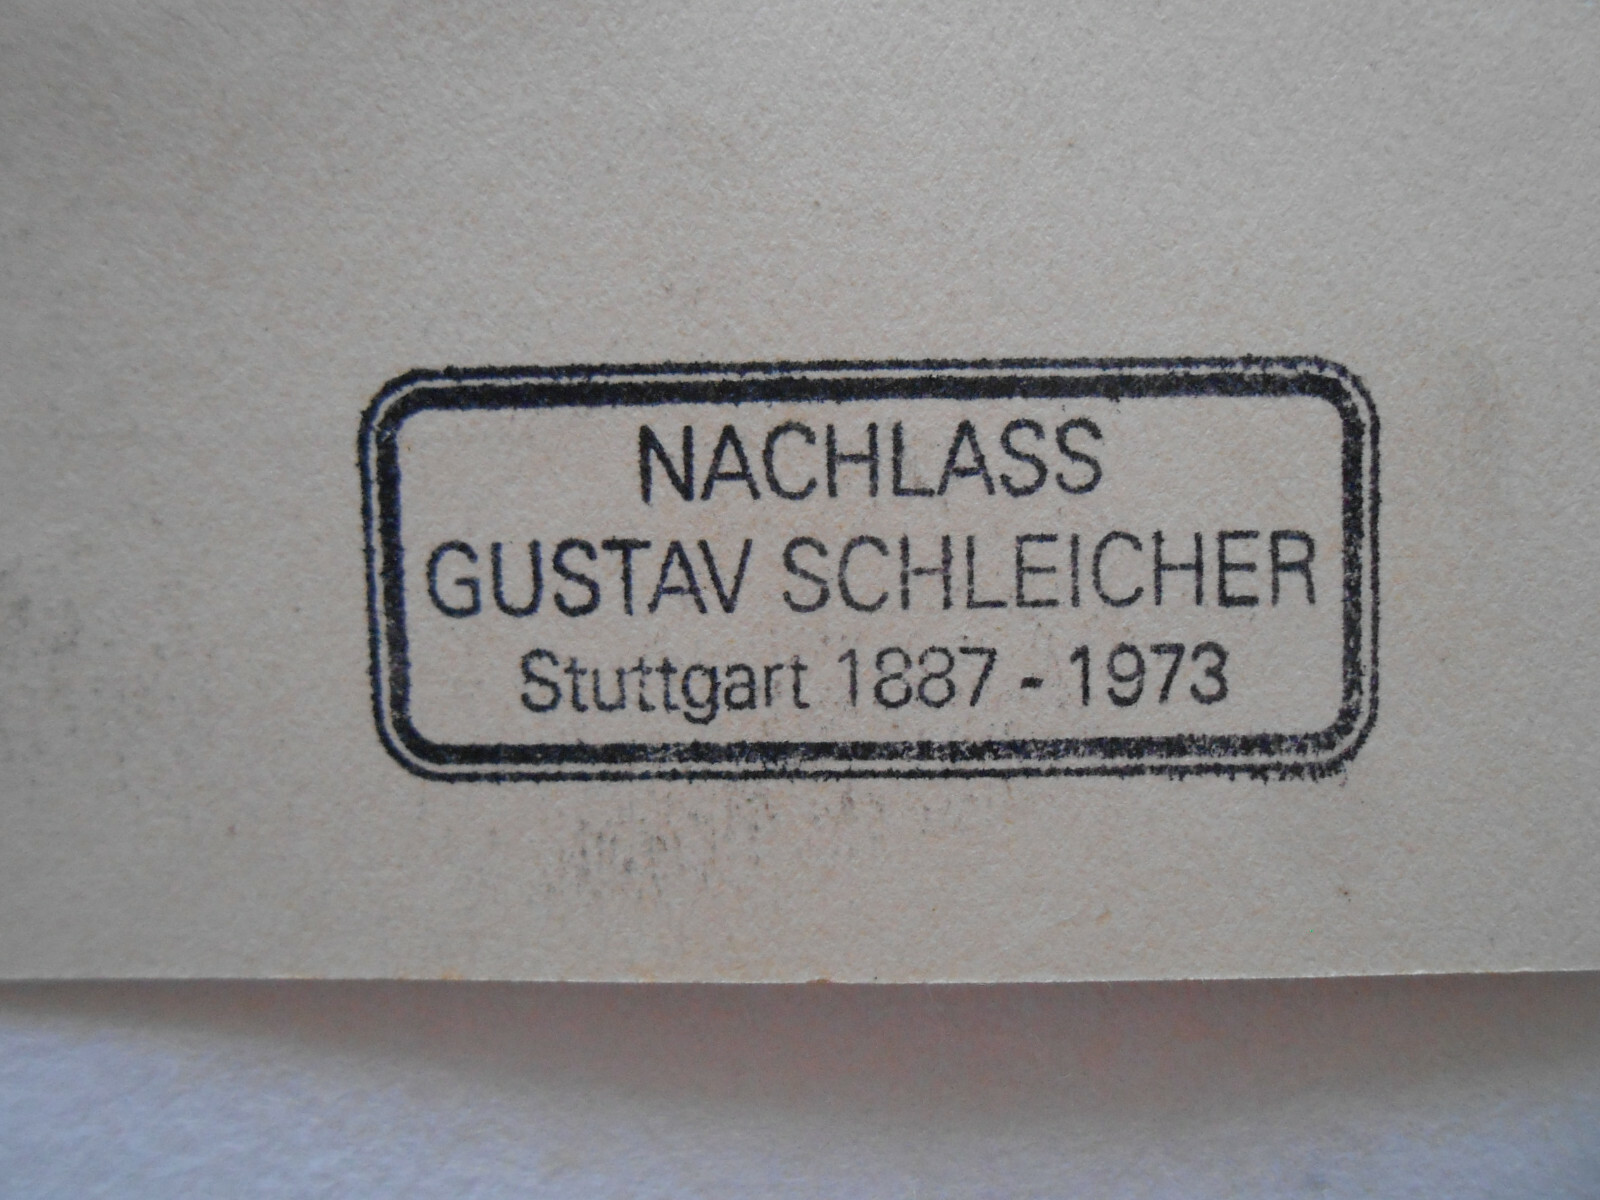 NACHLASS
GUSTAV SCHLEICHER
Stuttgart 1887 - 1973